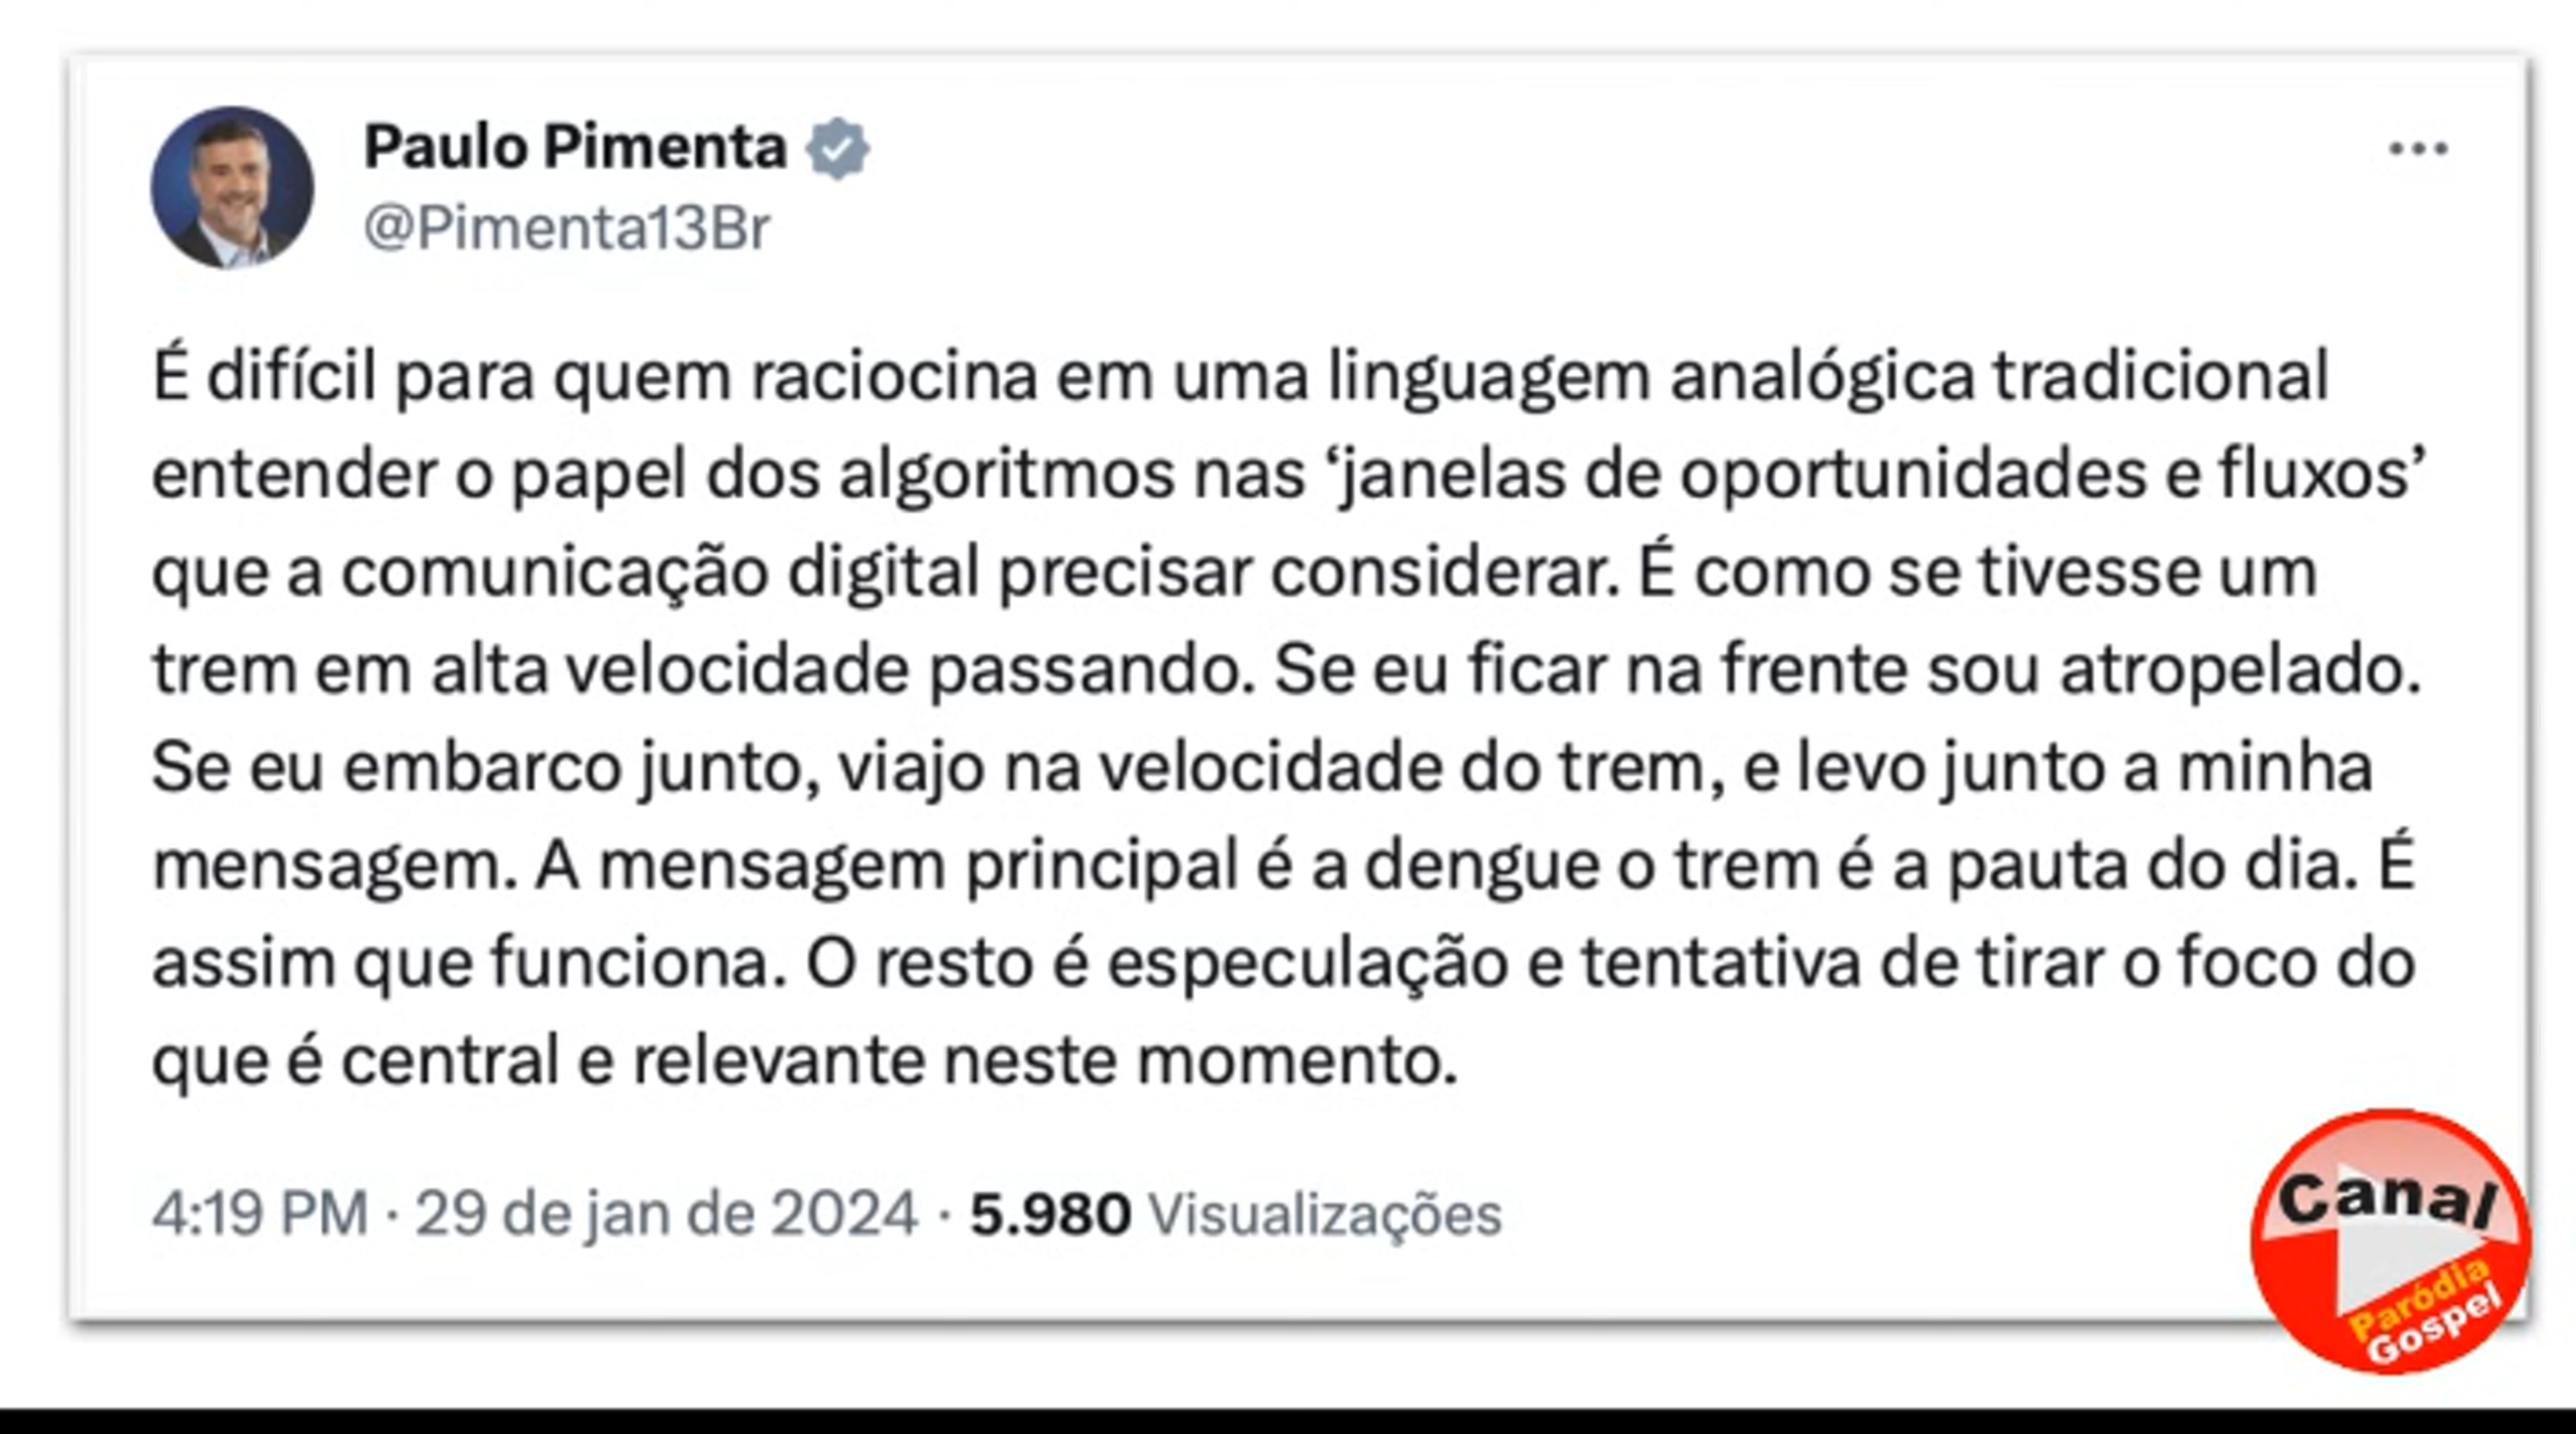 Paulo Pimenta
@Pimenta13Br
É difícil para quem raciocina em uma linguagem analógica tradicional
entender o papel dos algoritmos nas ‘janelas de oportunidades e fluxos’
que a comunicação digital precisar considerar. É como se tivesse um
trem em alta velocidade passando. Se eu ficar na frente sou atropelado.
Se eu embarco junto, viajo na velocidade do trem, e levo junto a minha
mensagem. A mensagem principal é a dengue o trem é a pauta do dia. É
assim que funciona. O resto é especulação e tentativa de tirar o foco do
que é central e relevante neste momento.
4:19 PM · 29 de jan de 2024 · 5.980 Visualizações
Canal
Paródia
Gospel